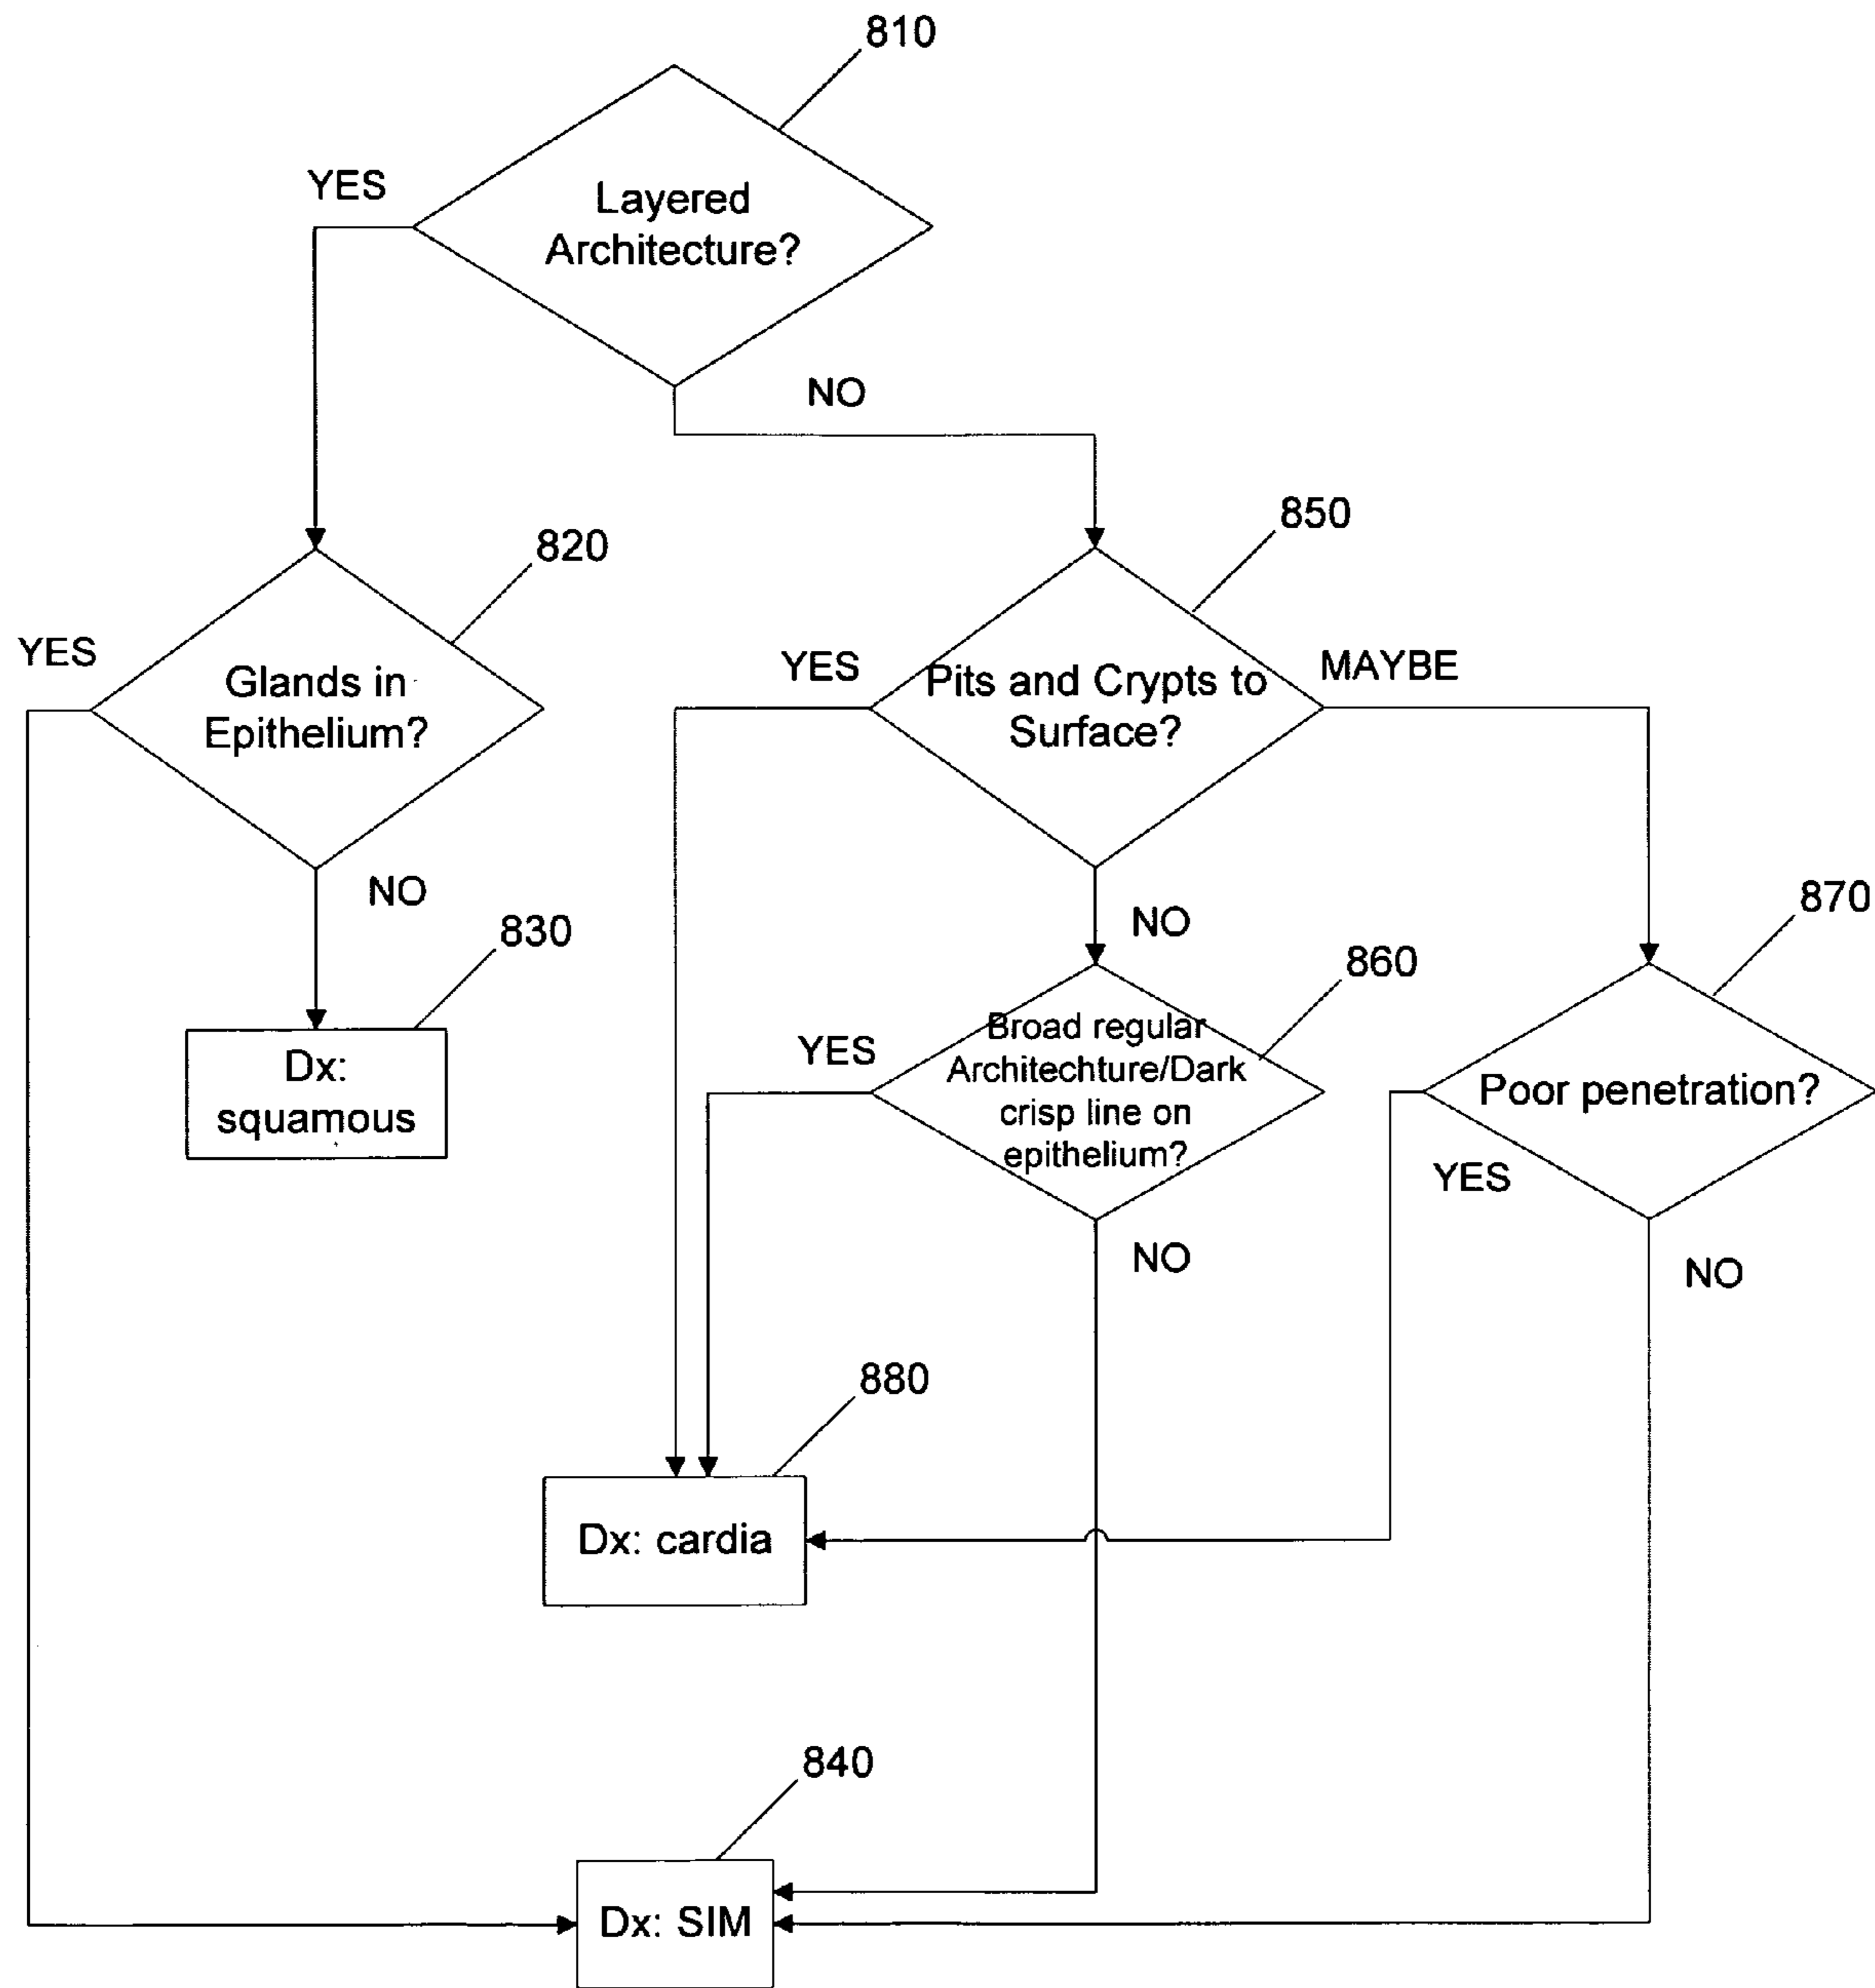 810
YES
Layered
Architecture?
NO
820
850
YES
Glands in
Epithelium?
YES
Pits and Crypts to
Surface?
MAYBE
NO
830
NO
860
870
Dx:
squamous
YES
Broad regular
Architechture/Dark
crisp line on
epithelium?
Poor penetration?
YES
NO
NO
880
Dx: cardia
840
Dx: SIM